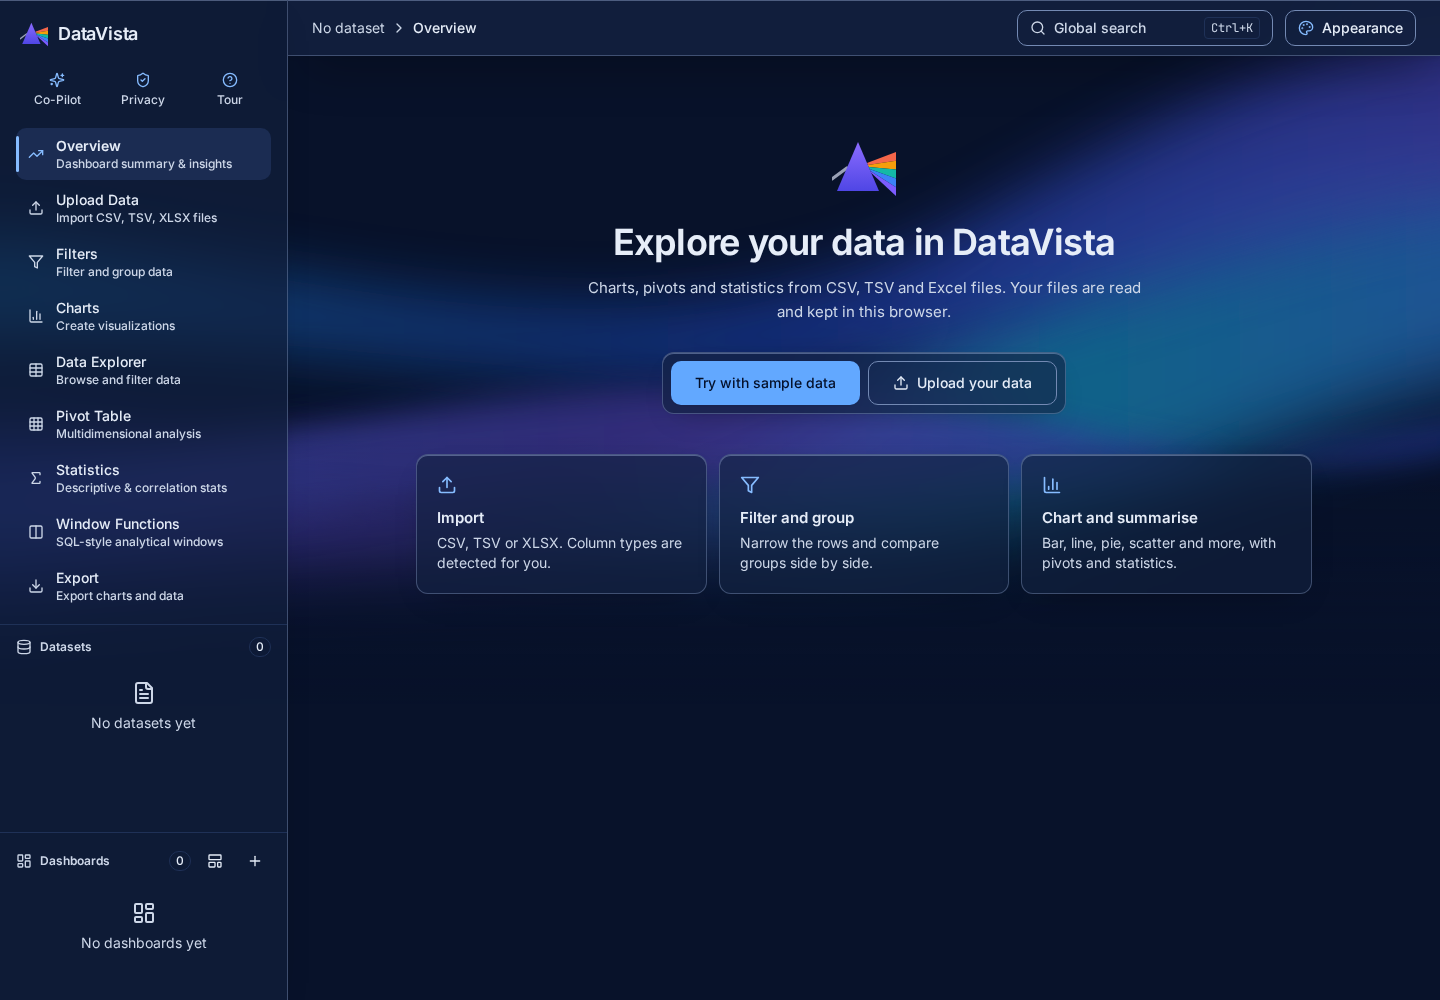 DataVista
Co-Pilot
Privacy
Tour
Overview
Dashboard summary & insights
Upload Data
Import CSV, TSV, XLSX files
Filters
Filter and group data
Charts
Create visualizations
Data Explorer
Browse and filter data
Pivot Table
Multidimensional analysis
Statistics
Descriptive & correlation stats
Window Functions
SQL-style analytical windows
Export
Export charts and data
Datasets
0
No datasets yet
Dashboards
0
No dashboards yet
No dataset
Overview
Global search
Ctrl+K
Appearance
Explore your data in DataVista
Charts, pivots and statistics from CSV, TSV and Excel files. Your files are read
and kept in this browser.
Try with sample data
Upload your data
Import
CSV, TSV or XLSX. Column types are
detected for you.
Filter and group
Narrow the rows and compare
groups side by side.
Chart and summarise
Bar, line, pie, scatter and more, with
pivots and statistics.